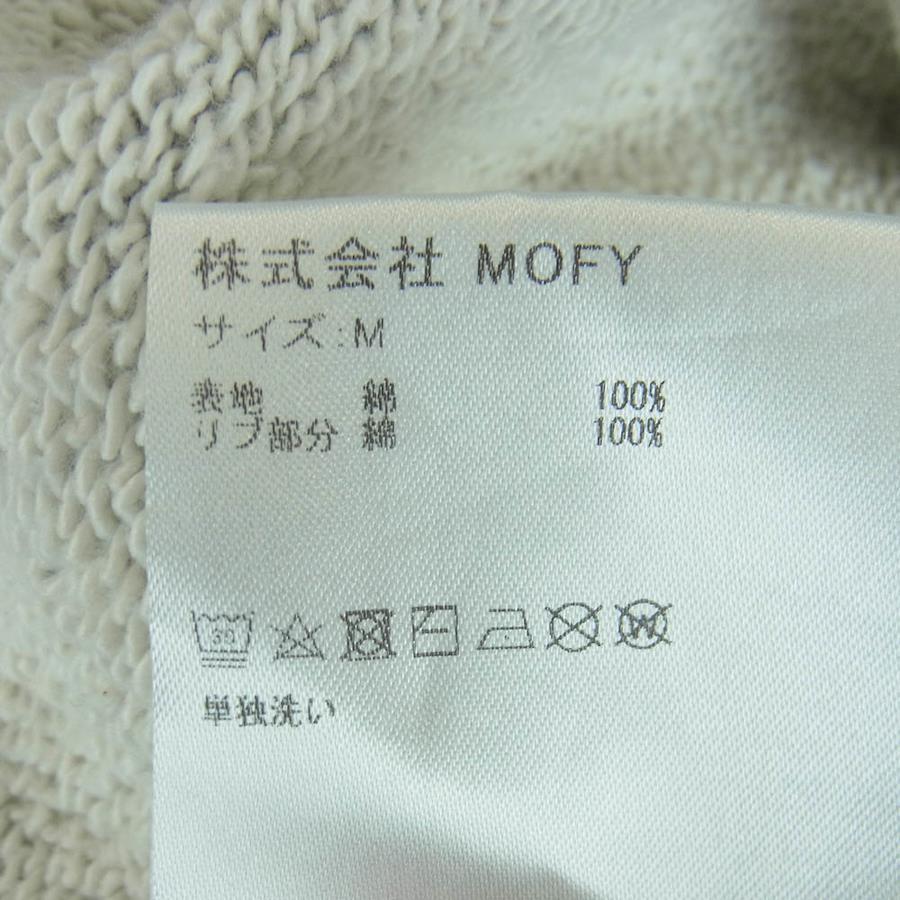 株式会社 MOFY
サイズ:M
表地 綿 100%
リブ部分 綿 100%
30 W
単独洗い